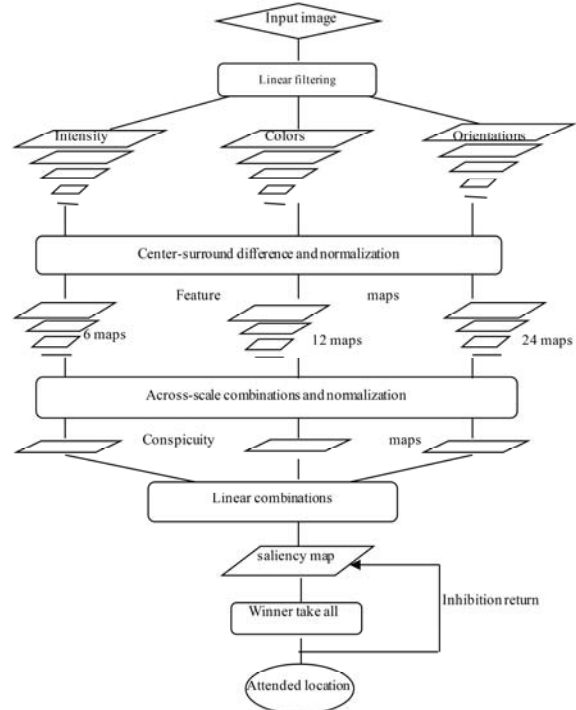 Input image
Linear filtering
Intensity
Colors
Orientations
Center-surround difference and normalization
Feature maps
6 maps
12 maps
24 maps
Across-scale combinations and normalization
Conspicuity maps
Linear combinations
saliency map
Inhibition return
Winner take all
Attended location